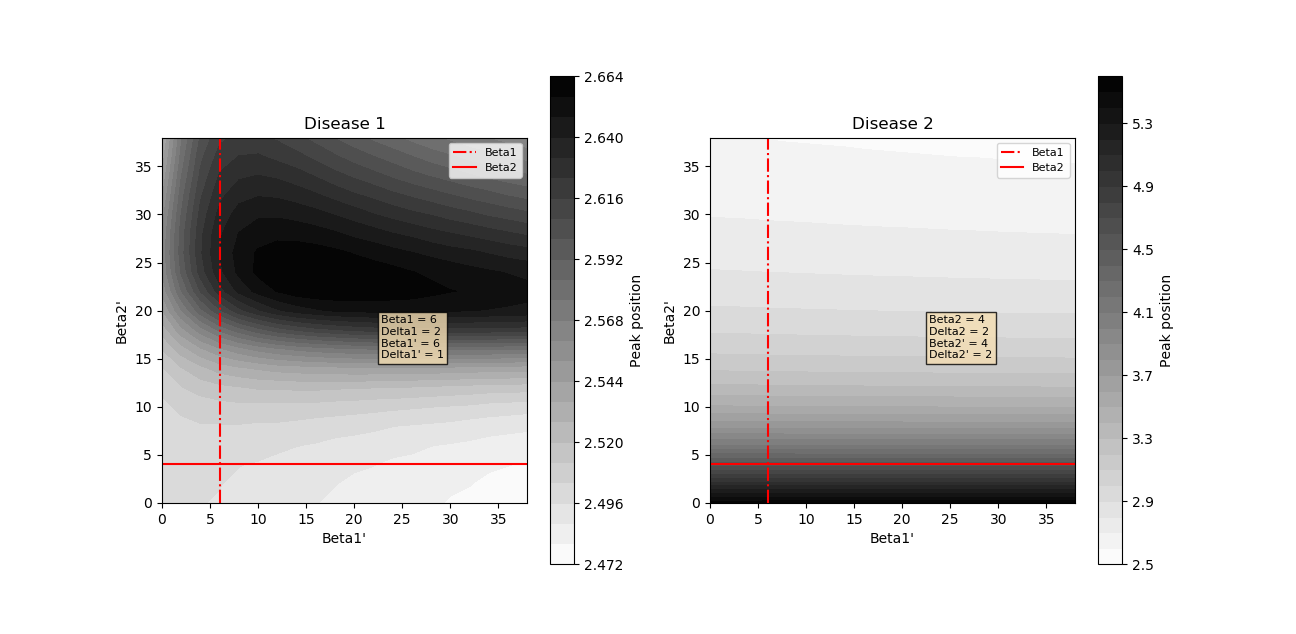 Disease 1
Beta1
Beta2
35
30
25
20
15
10
5
0
Beta2'
Beta1 = 6
Delta1 = 2
Beta1' = 6
Delta1' = 1
0 5 10 15 20 25 30 35
Beta1'
2.664
2.640
2.616
2.592
2.568
2.544
2.520
2.496
2.472
Peak position
Disease 2
Beta1
Beta2
35
30
25
20
15
10
5
0
Beta2'
Beta2 = 4
Delta2 = 2
Beta2' = 4
Delta2' = 2
0 5 10 15 20 25 30 35
Beta1'
5.3
4.9
4.5
4.1
3.7
3.3
2.9
2.5
Peak position